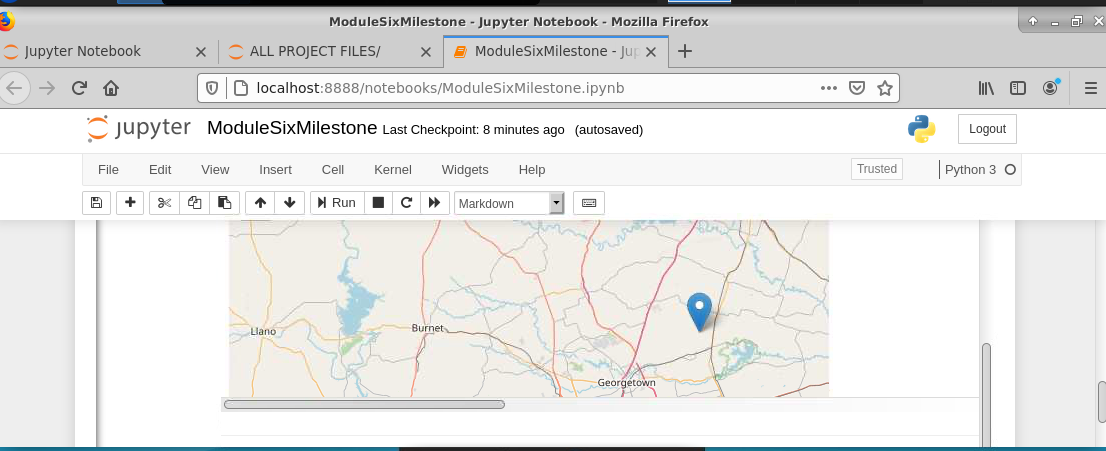 ModuleSixMilestone - Jupyter Notebook - Mozilla Firefox
Jupyter Notebook
ALL PROJECT FILES/
ModuleSixMilestone - Jup
localhost:8888/notebooks/ModuleSixMilestone.ipynb
jupyter ModuleSixMilestone Last Checkpoint: 8 minutes ago (autosaved)
Logout
File Edit View Insert Cell Kernel Widgets Help
Trusted
Python 3
Run
Markdown
Llano
Burnet
Georgetown